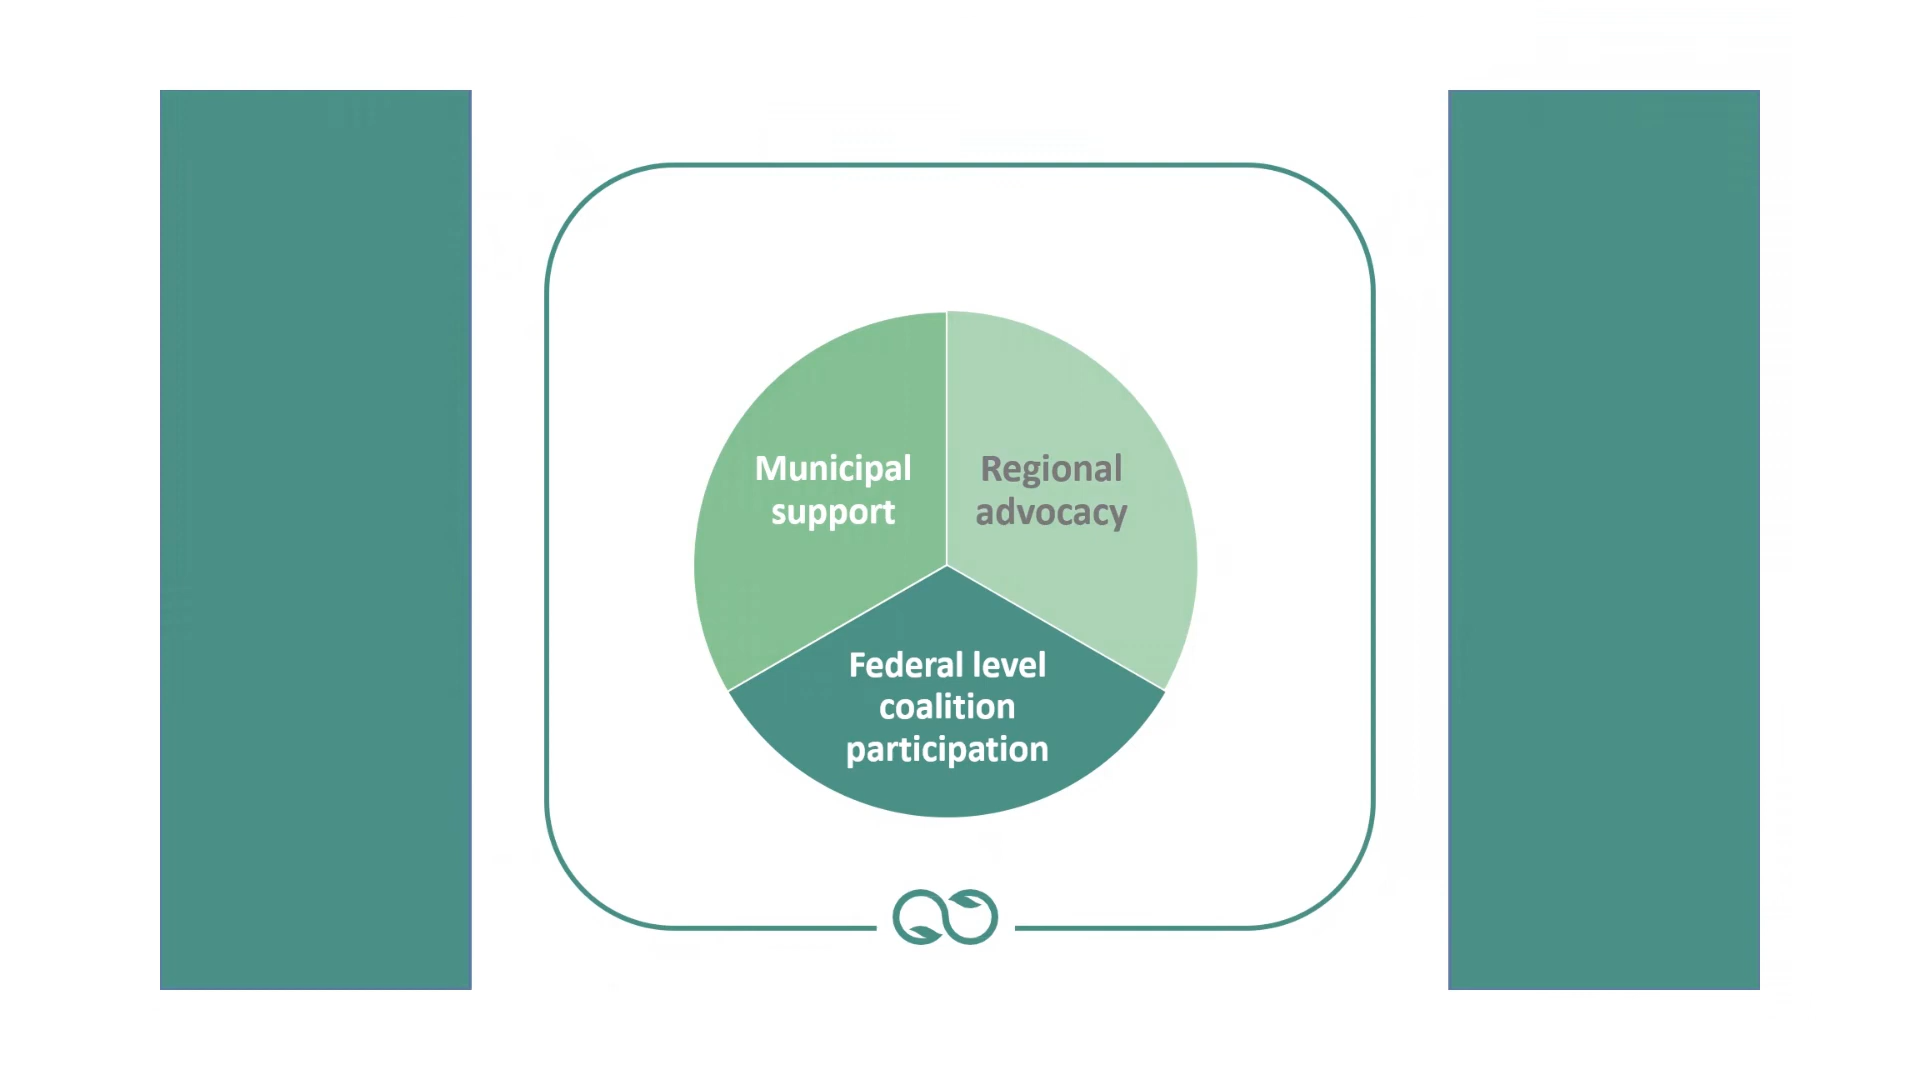 Municipal
support
Regional
advocacy
Federal level
coalition
participation